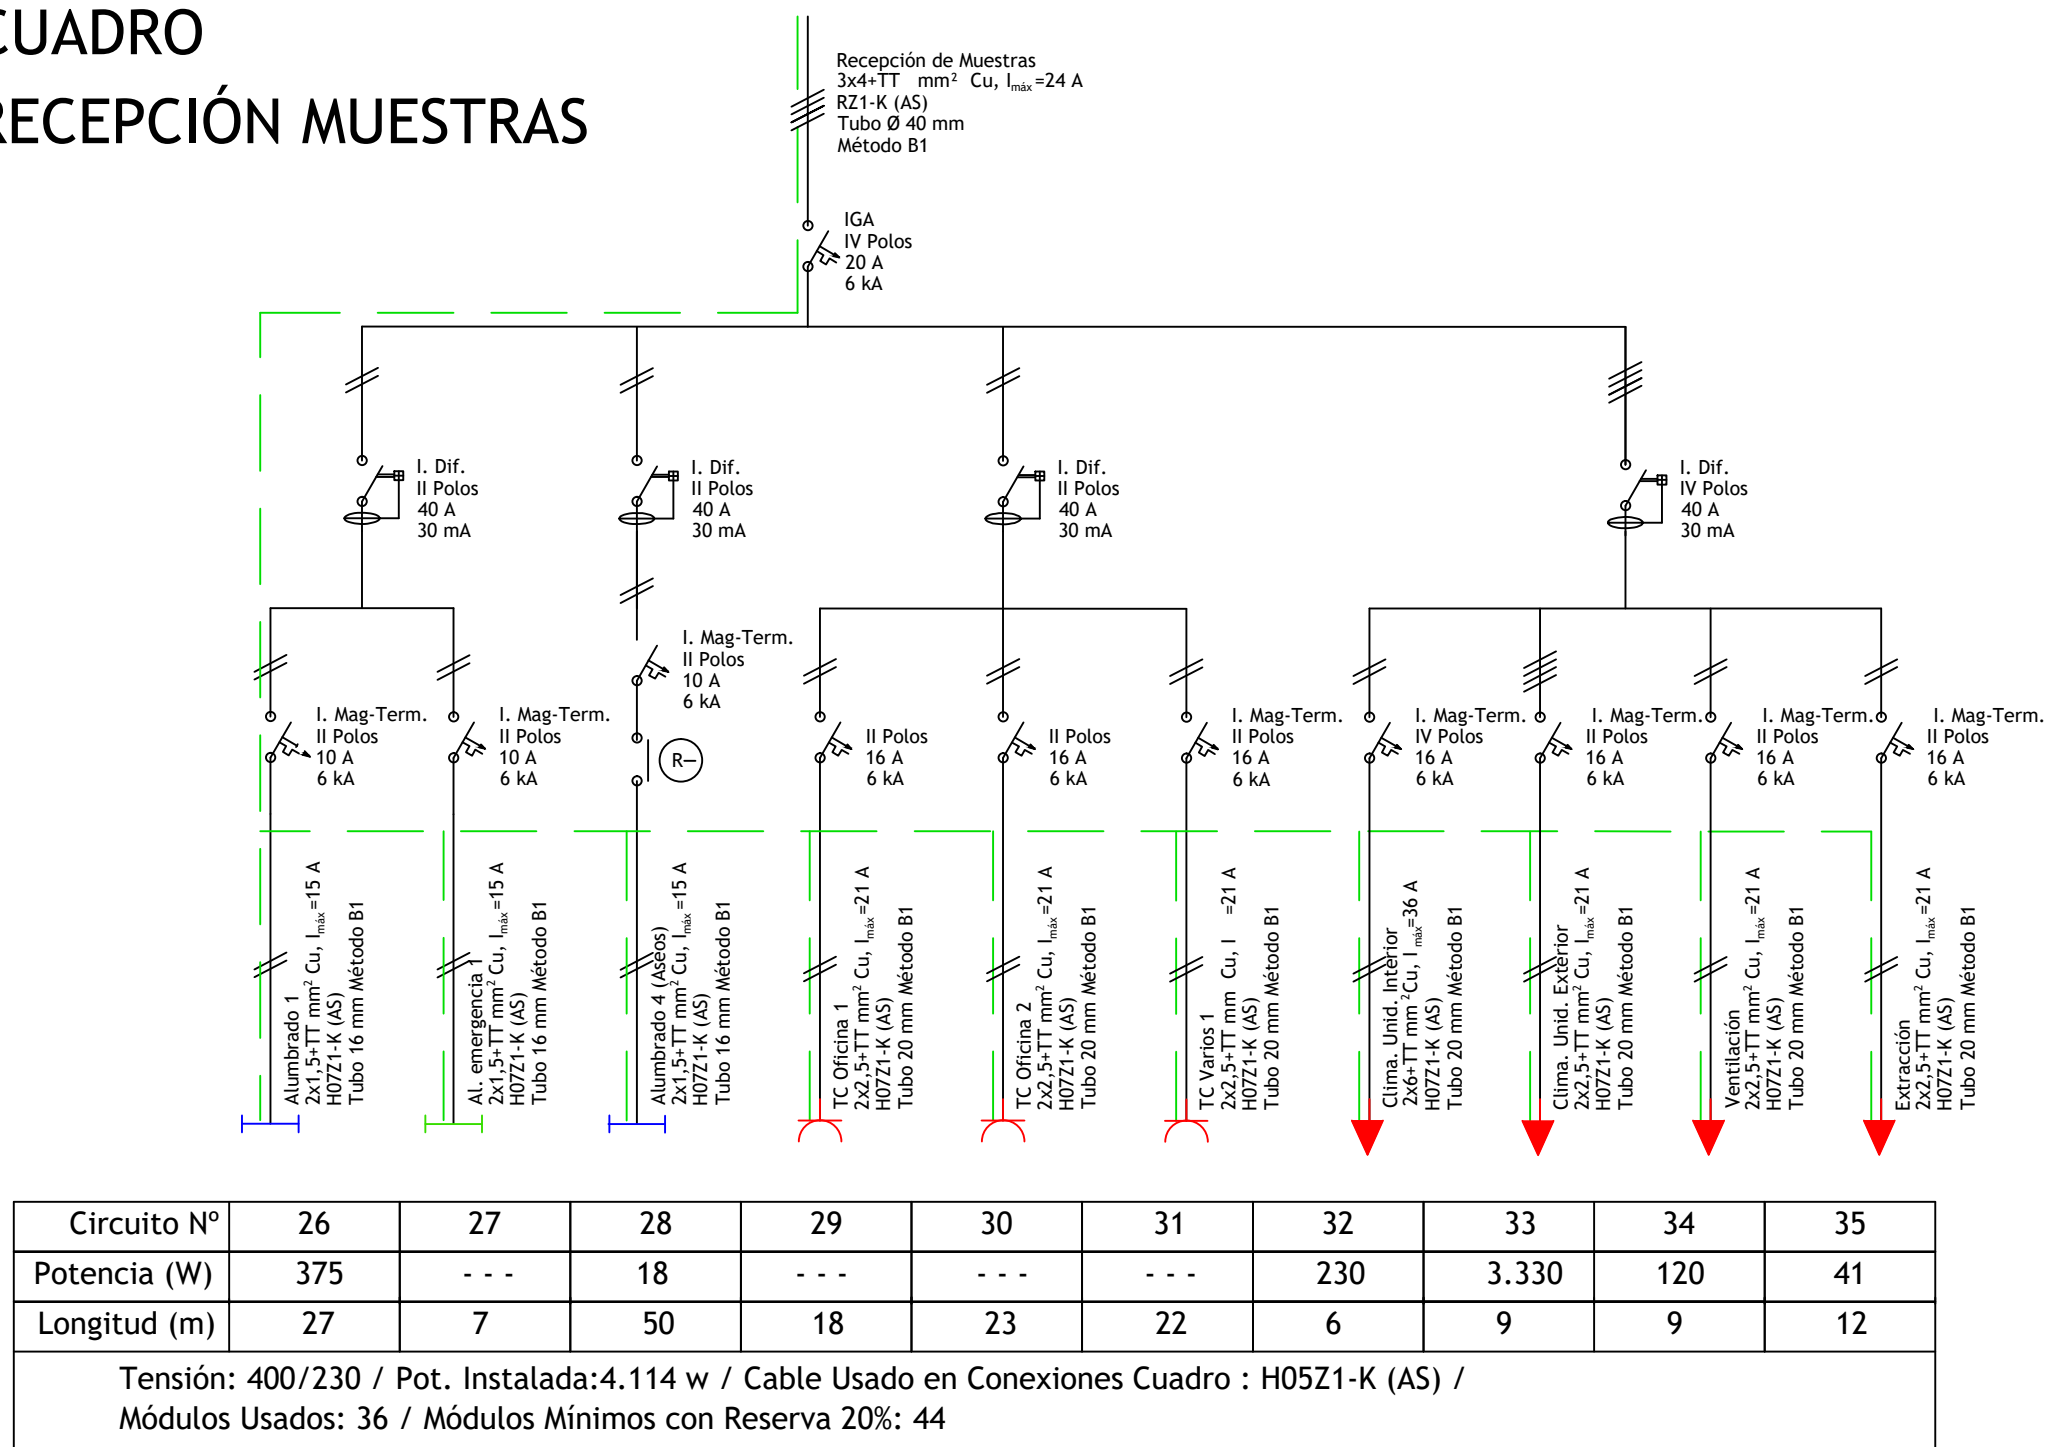 CUADRO
RECEPCIÓN MUESTRAS
Recepción de Muestras
3x4+TT mm² Cu, Imáx=24 A
RZ1-K (AS)
Tubo Ø 40 mm
Método B1
IGA
IV Polos
20 A
6 kA
I. Dif.
II Polos
40 A
30 mA
I. Dif.
II Polos
40 A
30 mA
I. Dif.
II Polos
40 A
30 mA
I. Dif.
IV Polos
40 A
30 mA
I. Mag-Term.
II Polos
10 A
6 kA
I. Mag-Term.
II Polos
10 A
6 kA
I. Mag-Term.
II Polos
10 A
6 kA
R
II Polos
16 A
6 kA
II Polos
16 A
6 kA
I. Mag-Term.
II Polos
16 A
6 kA
I. Mag-Term.
IV Polos
16 A
6 kA
I. Mag-Term.
II Polos
16 A
6 kA
I. Mag-Term.
II Polos
16 A
6 kA
I. Mag-Term.
II Polos
16 A
6 kA
Alumbrado 1
2x1,5+TT mm² Cu, Imáx=15 A
H07Z1-K (AS)
Tubo 16 mm Método B1
Al. emergencia 1
2x1,5+TT mm² Cu, Imáx=15 A
H07Z1-K (AS)
Tubo 16 mm Método B1
Alumbrado 4 (Aseos)
2x1,5+TT mm² Cu, Imáx=15 A
H07Z1-K (AS)
Tubo 16 mm Método B1
TC Oficina 1
2x2,5+TT mm² Cu, Imáx=21 A
H07Z1-K (AS)
Tubo 20 mm Método B1
TC Oficina 2
2x2,5+TT mm² Cu, Imáx=21 A
H07Z1-K (AS)
Tubo 20 mm Método B1
TC Varios 1
2x2,5+TT mm Cu, I =21 A
H07Z1-K (AS)
Tubo 20 mm Método B1
Clima. Unid. Interior
2x6+TT mm² Cu, Imáx=36 A
H07Z1-K (AS)
Tubo 20 mm Método B1
Clima. Unid. Exterior
2x2,5+TT mm² Cu, Imáx=21 A
H07Z1-K (AS)
Tubo 20 mm Método B1
Ventilación
2x2,5+TT mm² Cu, Imáx=21 A
H07Z1-K (AS)
Tubo 20 mm Método B1
Extracción
2x2,5+TT mm² Cu, Imáx=21 A
H07Z1-K (AS)
Tubo 20 mm Método B1
Circuito Nº 26 27 28 29 30 31 32 33 34 35
Potencia (W) 375 - - - 18 - - - - - - - - - 230 3.330 120 41
Longitud (m) 27 7 50 18 23 22 6 9 9 12
Tensión: 400/230 / Pot. Instalada:4.114 w / Cable Usado en Conexiones Cuadro : H05Z1-K (AS) /
Módulos Usados: 36 / Módulos Mínimos con Reserva 20%: 44